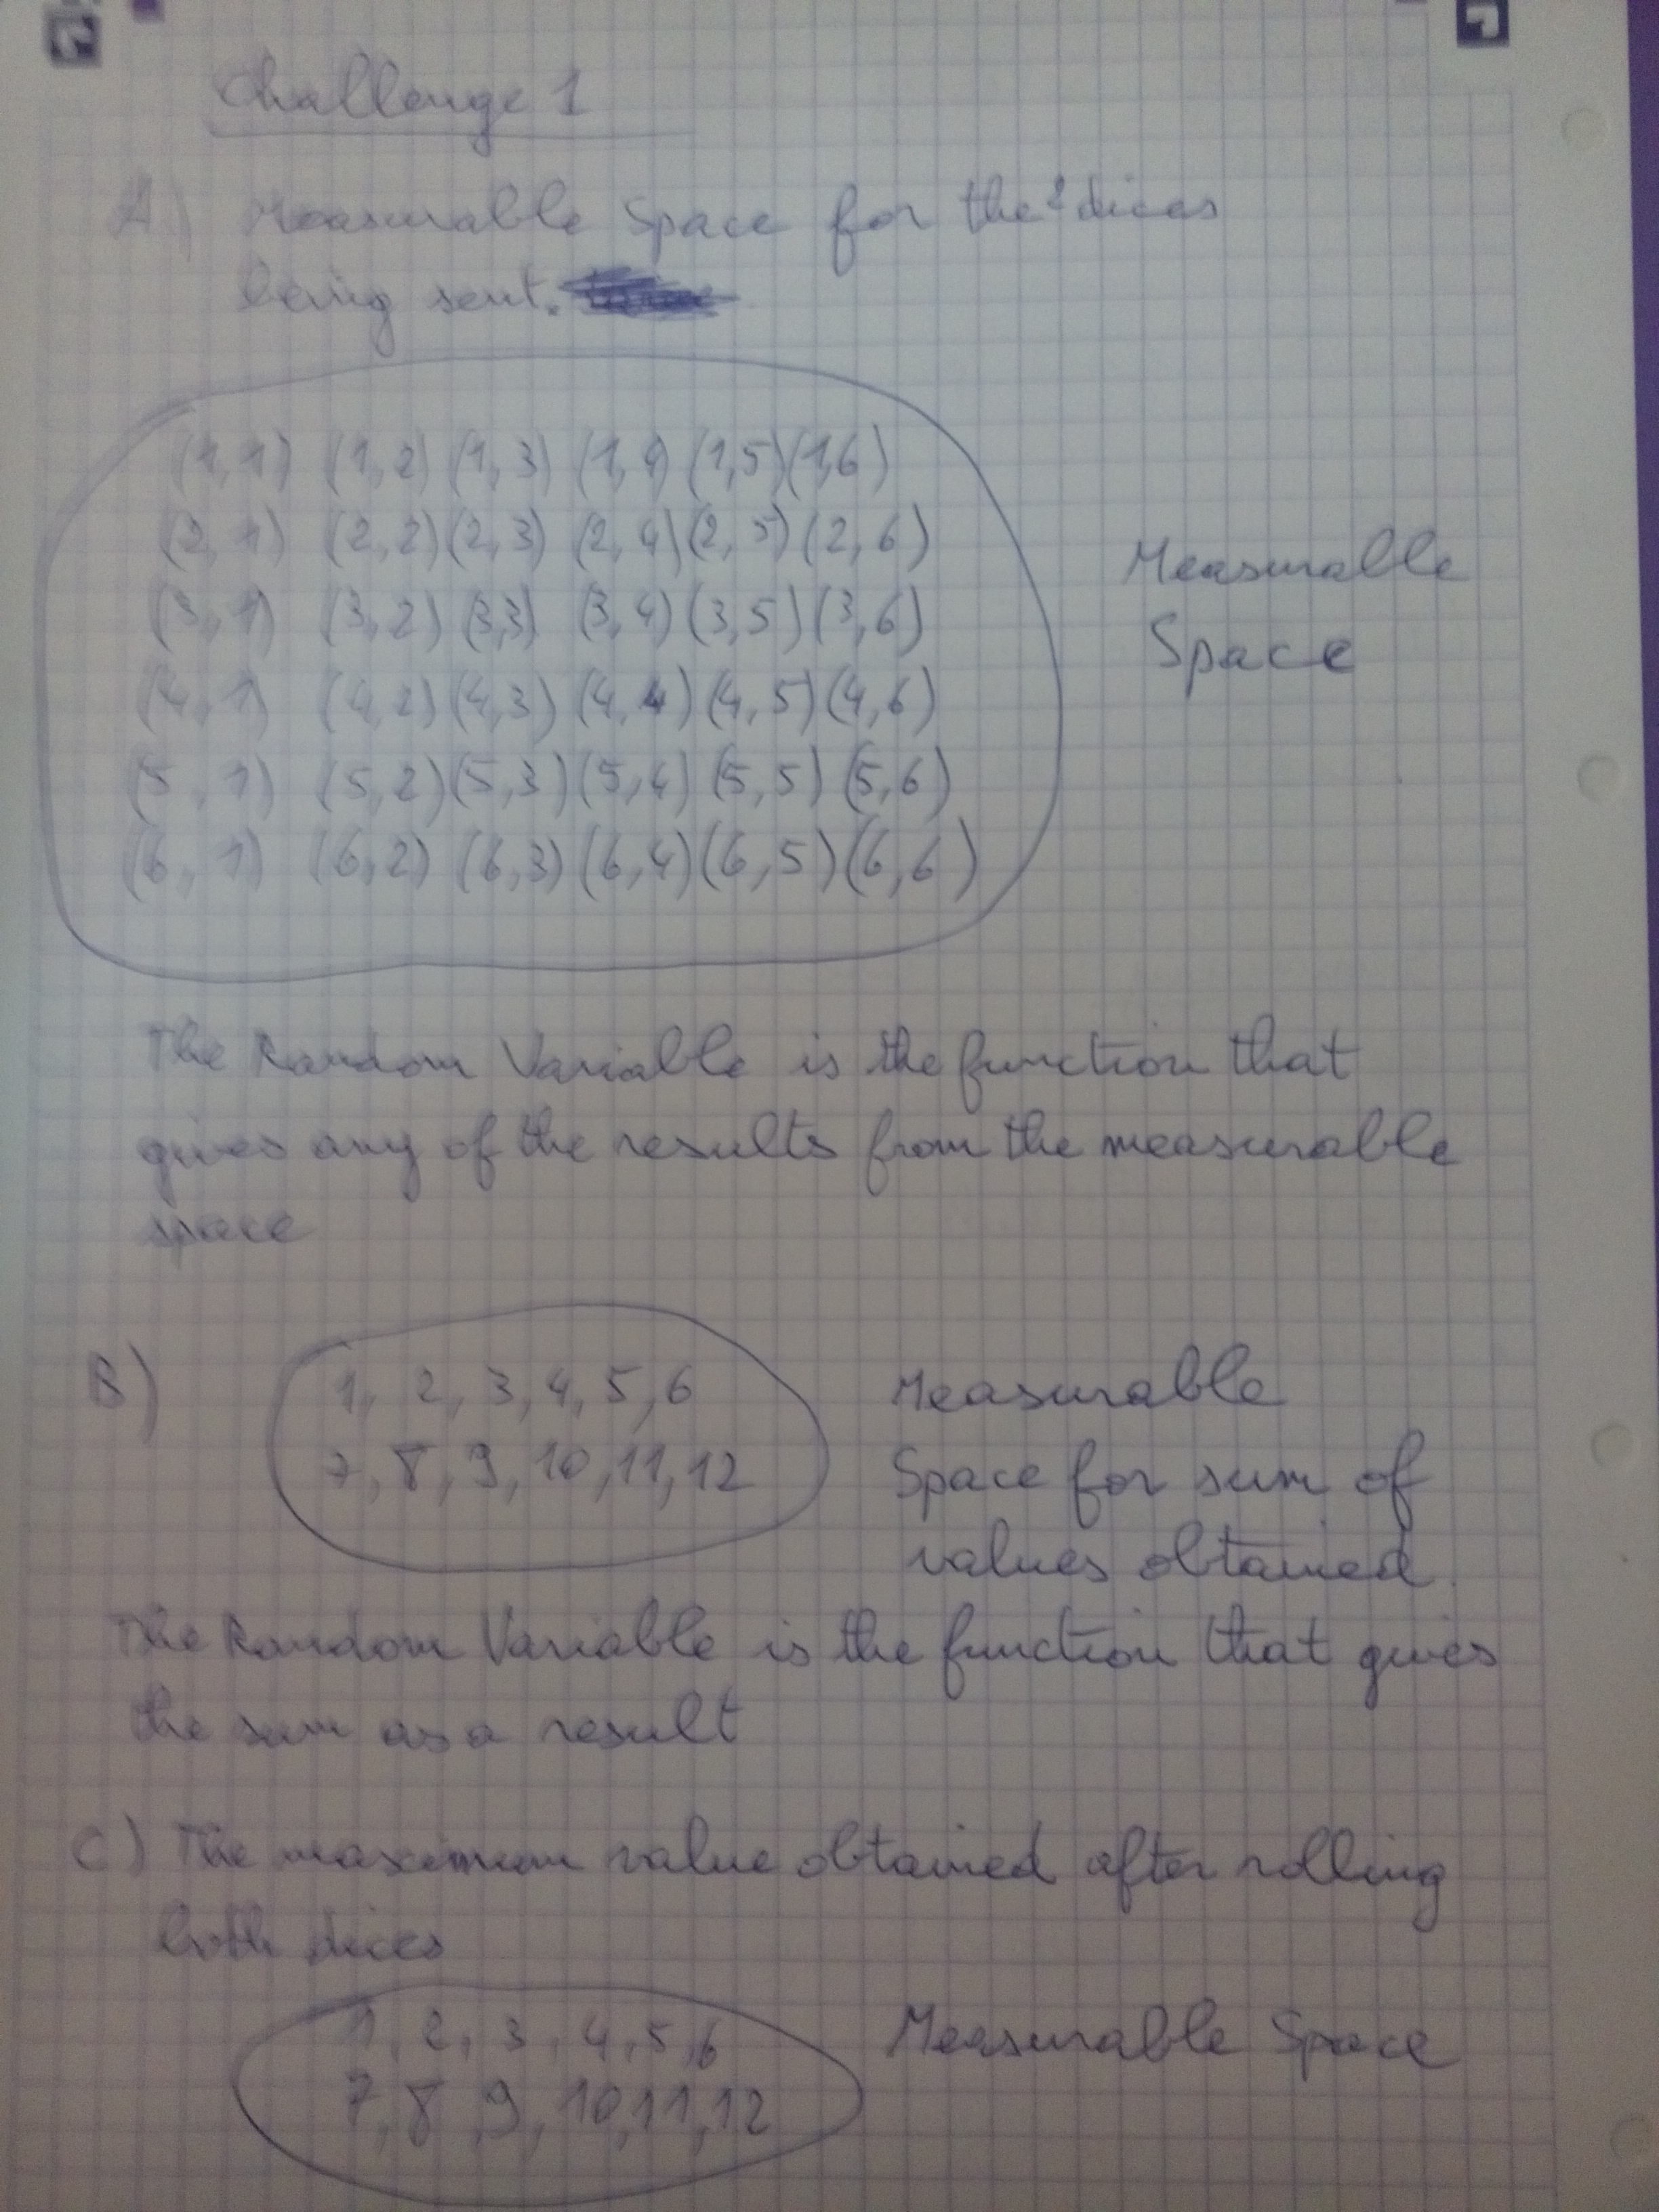 Challenge 1
A) Measurable Space for the 2 dices
being sent.
(1,1) (1,2) (1,3) (1,4) (1,5) (1,6)
(2,1) (2,2) (2,3) (2,4) (2,5) (2,6)
(3,1) (3,2) (3,3) (3,4) (3,5) (3,6)
(4,1) (4,2) (4,3) (4,4) (4,5) (4,6)
(5,1) (5,2) (5,3) (5,4) (5,5) (5,6)
(6,1) (6,2) (6,3) (6,4) (6,5) (6,6)
Measurable
Space
The Random Variable is the function that
gives any of the results from the measurable
space
B) 1, 2, 3, 4, 5, 6
7, 8, 9, 10, 11, 12
Measurable
Space for sum of
values obtained.
The Random Variable is the function that gives
the sum as a result
C) The maximum value obtained after rolling
both dices
1, 2, 3, 4, 5, 6
7, 8, 9, 10, 11, 12
Measurable Space